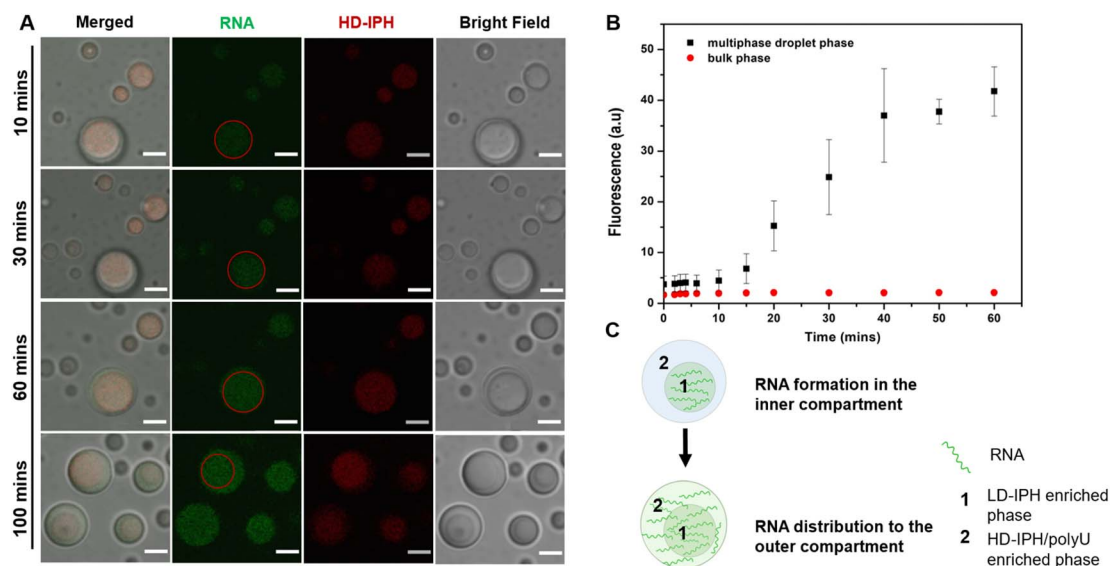 A
Merged
RNA
HD-IPH
Bright Field
10 mins
30 mins
60 mins
100 mins
B
50
40
30
20
10
0
Fluorescence (a.u)
multiphase droplet phase
bulk phase
0
10
20
30
40
50
60
Time (mins)
C
2
1
RNA formation in the
inner compartment
2
1
RNA distribution to the
outer compartment
RNA
1 LD-IPH enriched
phase
2 HD-IPH/polyU
enriched phase